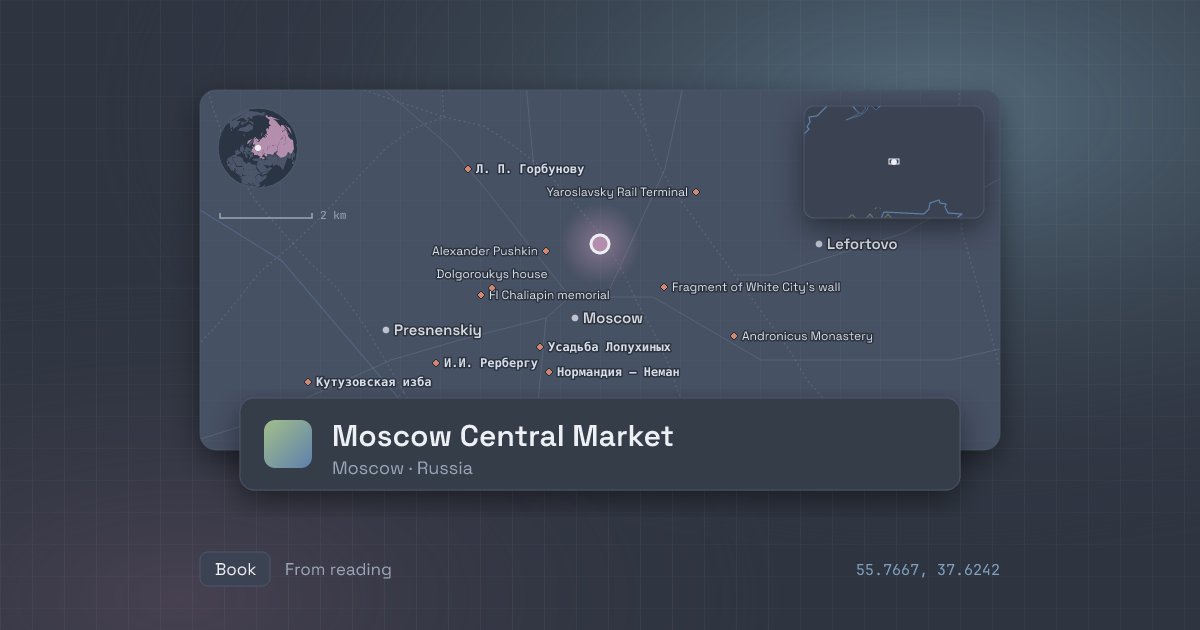 Л. П. Горбунову
Yaroslavsky Rail Terminal
2 km
Lefortovo
Alexander Pushkin
Dolgoroukys house
Fragment of White City's wall
Fl Chaliapin memorial
Moscow
Presnenskiy
Andronicus Monastery
Усадьба Лопухиных
И.И. Рербергу
Нормандия – Неман
Кутузовская изба
Moscow Central Market
Moscow · Russia
Book
From reading
55.7667, 37.6242